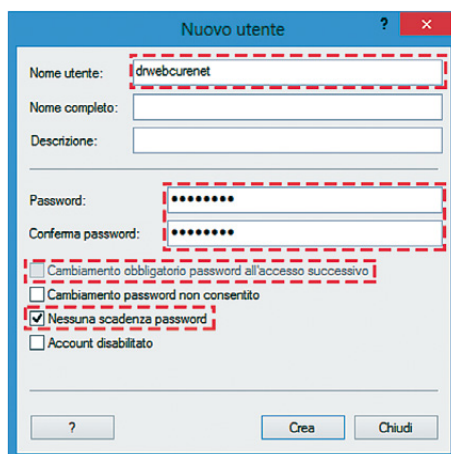 Nuovo utente
? ×
Nome utente: drwebcurenet
Nome completo:
Descrizione:
Password: ●●●●●●●●
Conferma password: ●●●●●●●●
Cambiamento obbligatorio password all'accesso successivo
Cambiamento password non consentito
Nessuna scadenza password
Account disabilitato
? Crea Chiudi